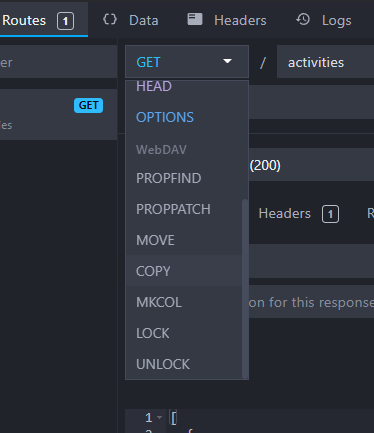 Routes 1 Data Headers Logs
er GET / activities
GET
es
HEAD
OPTIONS
WebDAV
PROPFIND (200)
PROPPATCH Headers 1 R
MOVE
COPY
MKCOL on for this response
LOCK
UNLOCK
1 [
2 {